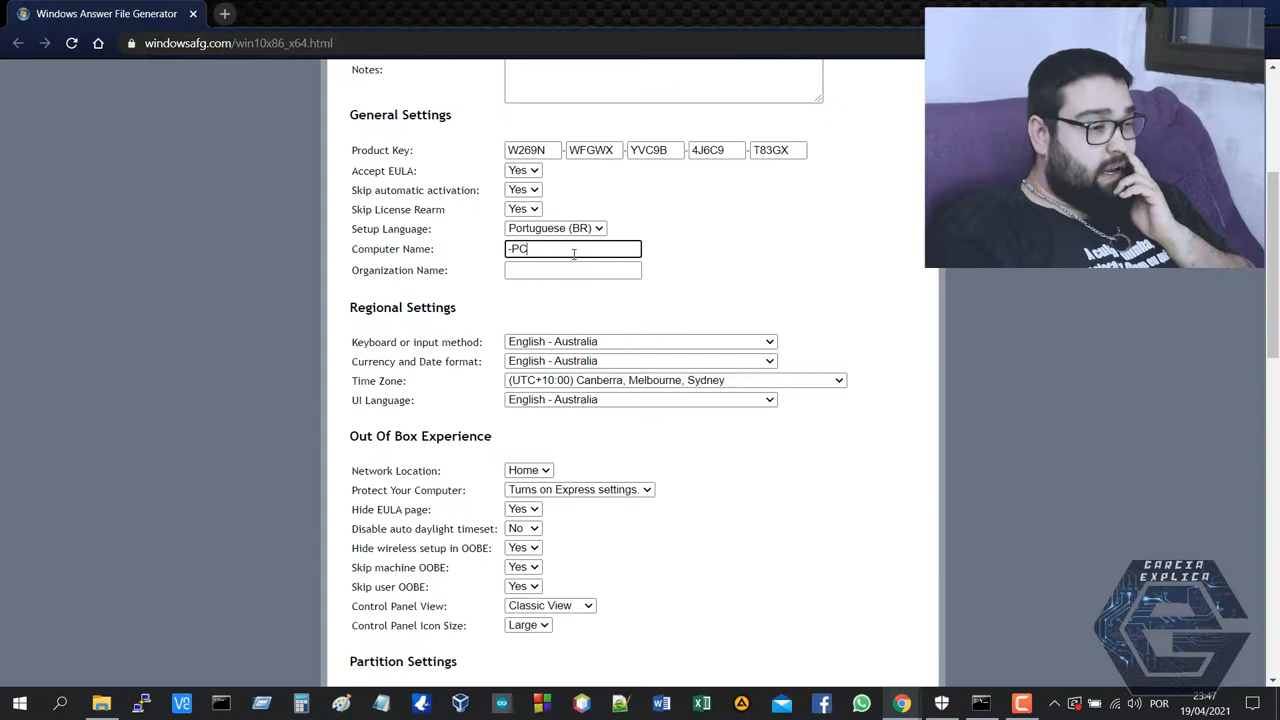 Windows Answer File Generator
windowsafg.com/win10x86_x64.html
Notes:
General Settings
Product Key: W269N - WFGWX - YVC9B - 4J6C9 - T83GX
Accept EULA: Yes
Skip automatic activation: Yes
Skip License Rearm Yes
Setup Language: Portuguese (BR)
Computer Name: -PC
Organization Name:
Regional Settings
Keyboard or input method: English - Australia
Currency and Date format: English - Australia
Time Zone: (UTC+10:00) Canberra, Melbourne, Sydney
UI Language: English - Australia
Out Of Box Experience
Network Location: Home
Protect Your Computer: Turns on Express settings.
Hide EULA page: Yes
Disable auto daylight timeset: No
Hide wireless setup in OOBE: Yes
Skip machine OOBE: Yes
Skip user OOBE: Yes
Control Panel View: Classic View
Control Panel Icon Size: Large
Partition Settings
GARCIA
EXPLICA
POR
23:47
19/04/2021